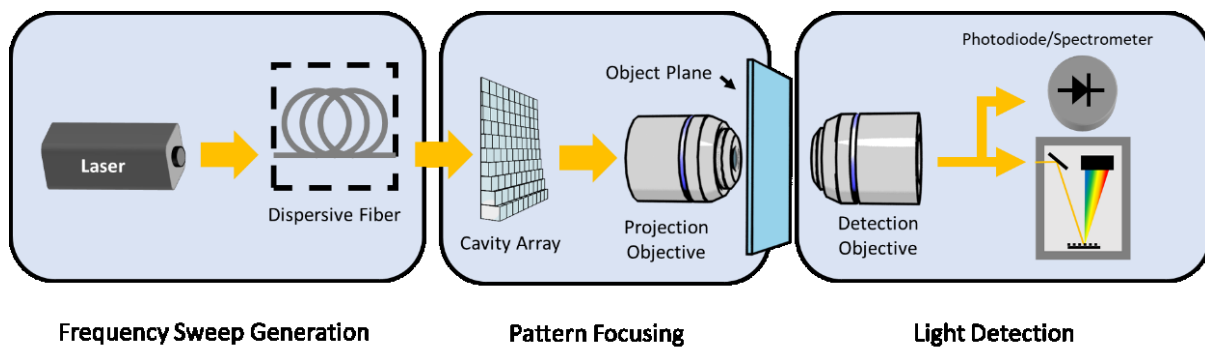 Photodiode/Spectrometer
Object Plane
Laser
Dispersive Fiber
Cavity Array
Projection
Objective
Detection
Objective
Frequency Sweep Generation
Pattern Focusing
Light Detection